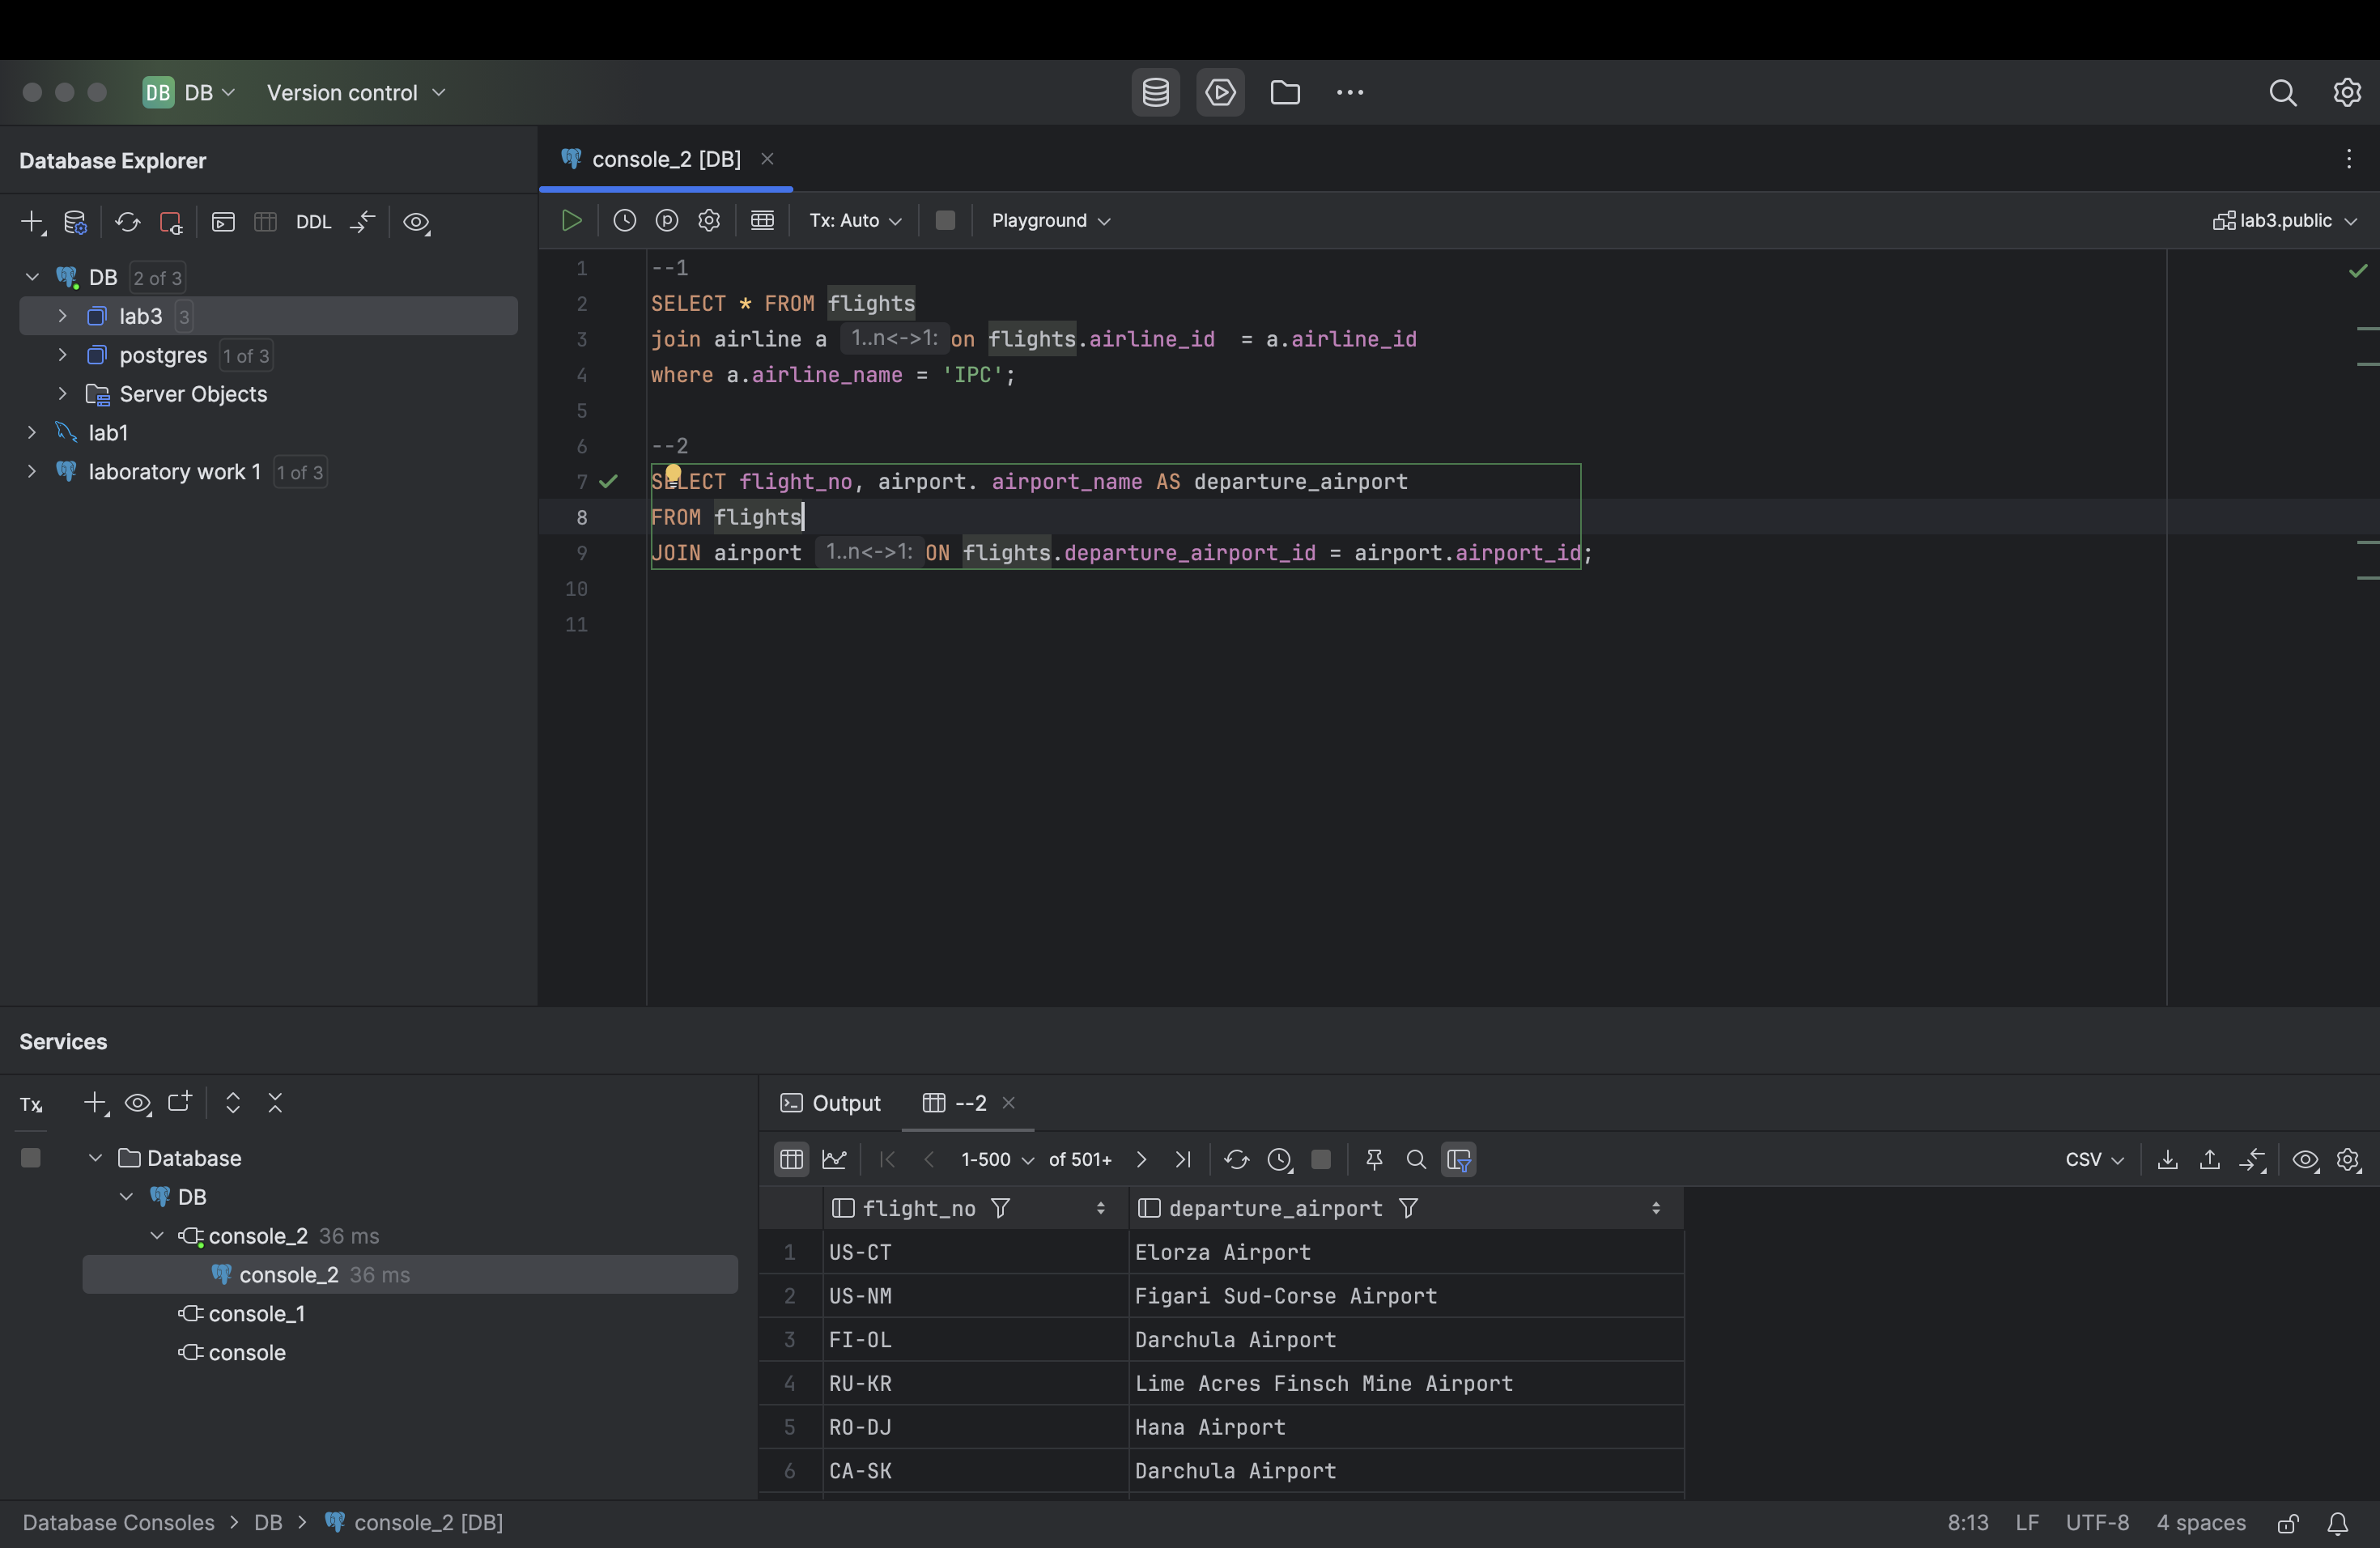 DB DB Version control
Database Explorer
console_2 [DB]
DDL
Tx: Auto Playground lab3.public
DB 2 of 3
lab3 3
postgres 1 of 3
Server Objects
lab1
laboratory work 1 1 of 3
1 --1
2 SELECT * FROM flights
3 join airline a 1..n<->1: on flights.airline_id  = a.airline_id
4 where a.airline_name = 'IPC';
5
6 --2
7 SELECT flight_no, airport. airport_name AS departure_airport
8 FROM flights
9 JOIN airport 1..n<->1: ON flights.departure_airport_id = airport.airport_id;
10
11
Services
Tx
Database
DB
console_2 36 ms
console_2 36 ms
console_1
console
Output --2
1-500 of 501+ CSV
flight_no departure_airport
1 US-CT Elorza Airport
2 US-NM Figari Sud-Corse Airport
3 FI-OL Darchula Airport
4 RU-KR Lime Acres Finsch Mine Airport
5 RO-DJ Hana Airport
6 CA-SK Darchula Airport
Database Consoles > DB > console_2 [DB]
8:13 LF UTF-8 4 spaces